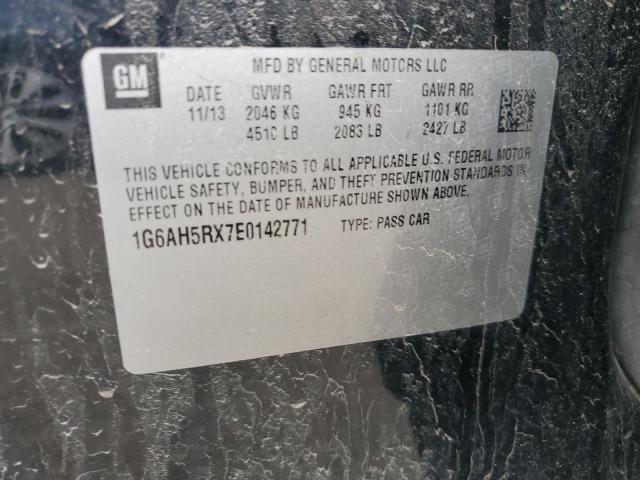 GM
MFD BY GENERAL MOTORS LLC
DATE GVWR GAWR FRT GAWR RR
11/13 2046 KG 945 KG 1101 KG
4510 LB 2083 LB 2427 LB
THIS VEHICLE CONFORMS TO ALL APPLICABLE U.S. FEDERAL MOTOR
VEHICLE SAFETY, BUMPER, AND THEFT PREVENTION STANDARDS IN
EFFECT ON THE DATE OF MANUFACTURE SHOWN ABOVE.
1G6AH5RX7E0142771 TYPE: PASS CAR